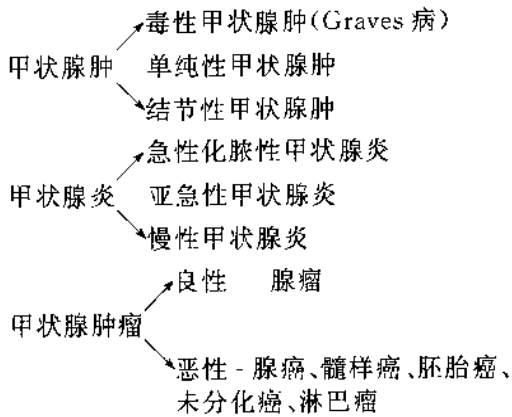 毒性甲状腺肿(Graves 病)
甲状腺肿 单纯性甲状腺肿
结节性甲状腺肿
急性化脓性甲状腺炎
甲状腺炎 亚急性甲状腺炎
慢性甲状腺炎
良性 腺瘤
甲状腺肿瘤
恶性-腺癌、髓样癌、胚胎癌、
未分化癌、淋巴瘤